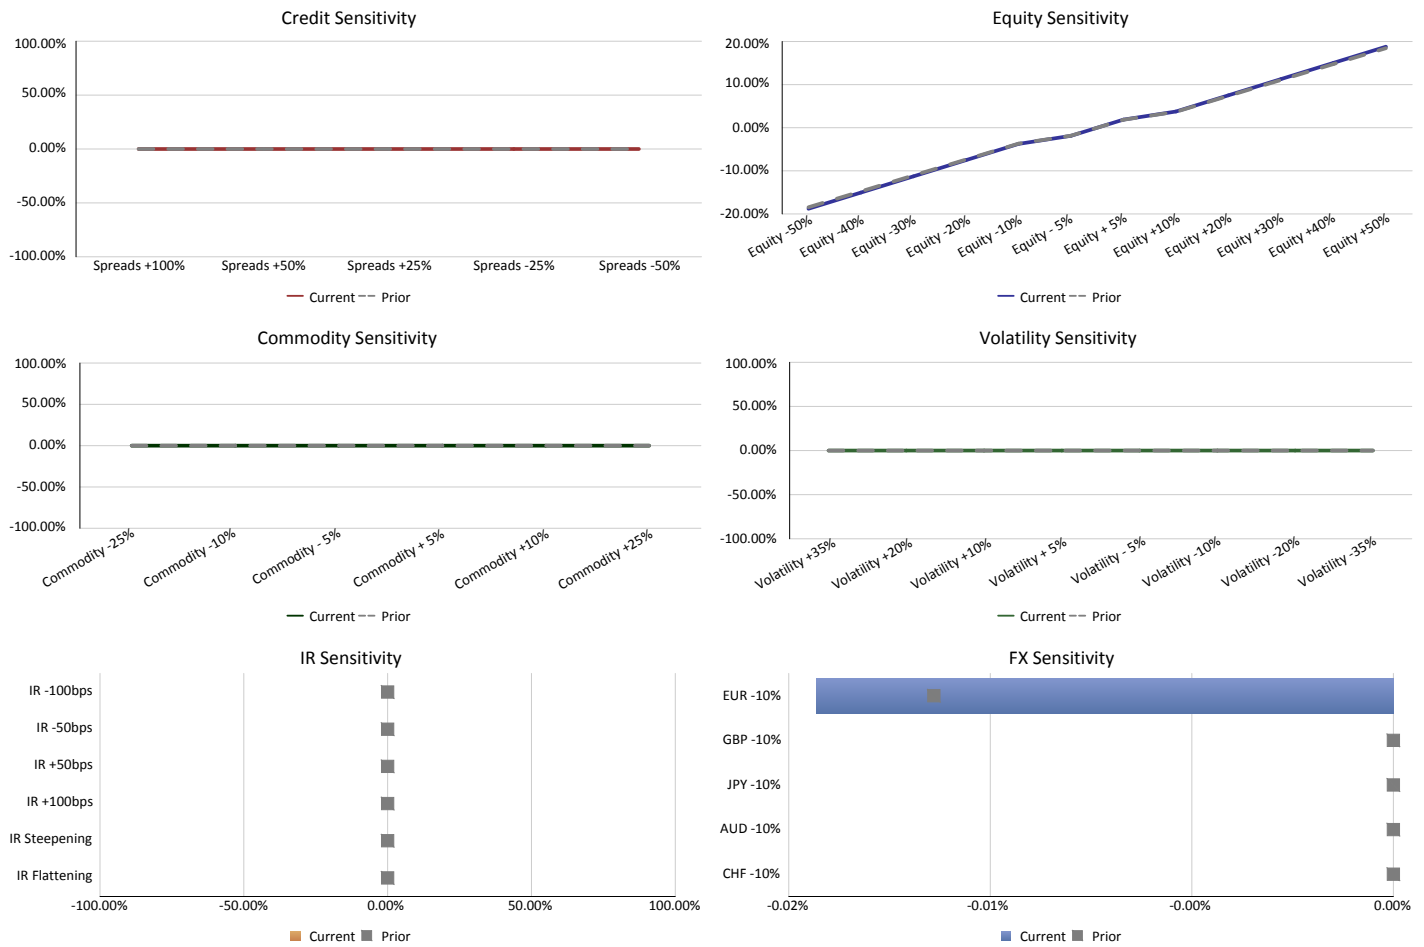 Credit Sensitivity
100.00%
50.00%
0.00%
-50.00%
-100.00%
Spreads +100% Spreads +50% Spreads +25% Spreads -25% Spreads -50%
Current Prior
Equity Sensitivity
20.00%
10.00%
0.00%
-10.00%
-20.00%
Equity -50% Equity -40% Equity -30% Equity -20% Equity -10% Equity - 5% Equity + 5% Equity +10% Equity +20% Equity +30% Equity +40% Equity +50%
Current Prior
Commodity Sensitivity
100.00%
50.00%
0.00%
-50.00%
-100.00%
Commodity -25% Commodity -10% Commodity - 5% Commodity + 5% Commodity +10% Commodity +25%
Current Prior
Volatility Sensitivity
100.00%
50.00%
0.00%
-50.00%
-100.00%
Volatility +35% Volatility +20% Volatility +10% Volatility + 5% Volatility - 5% Volatility -10% Volatility -20% Volatility -35%
Current Prior
IR Sensitivity
IR -100bps
IR -50bps
IR +50bps
IR +100bps
IR Steepening
IR Flattening
-100.00% -50.00% 0.00% 50.00% 100.00%
Current Prior
FX Sensitivity
EUR -10%
GBP -10%
JPY -10%
AUD -10%
CHF -10%
-0.02% -0.01% -0.00% 0.00%
Current Prior